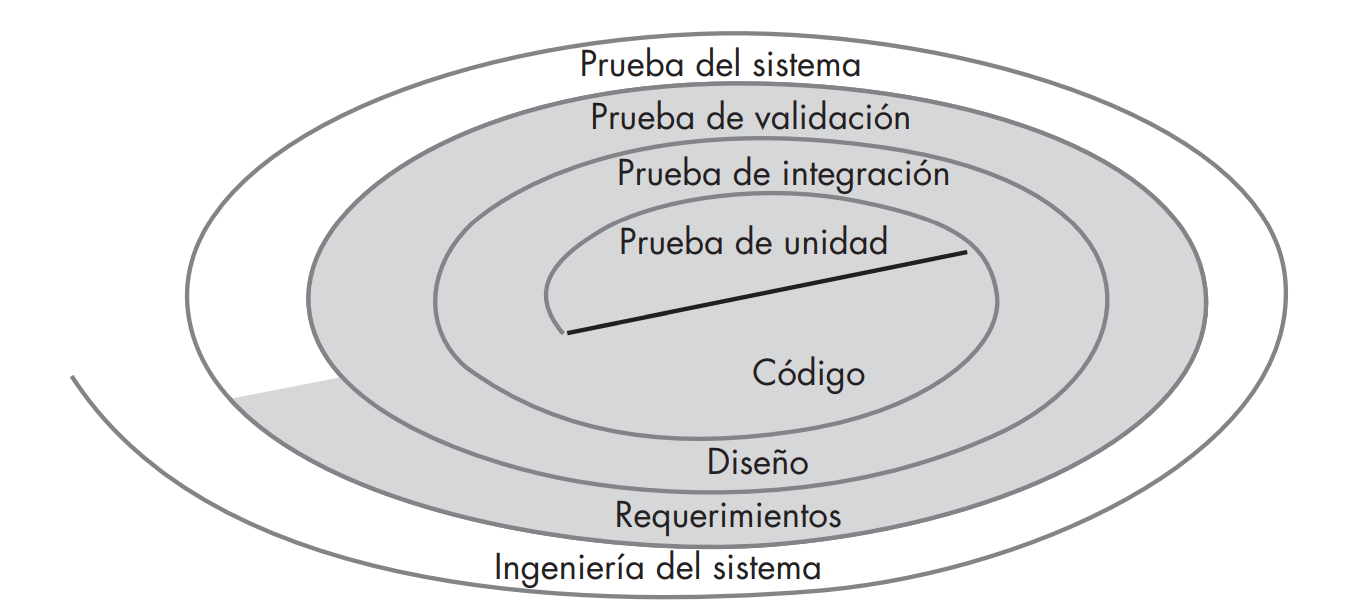 Prueba del sistema
Prueba de validación
Prueba de integración
Prueba de unidad
Código
Diseño
Requerimientos
Ingeniería del sistema